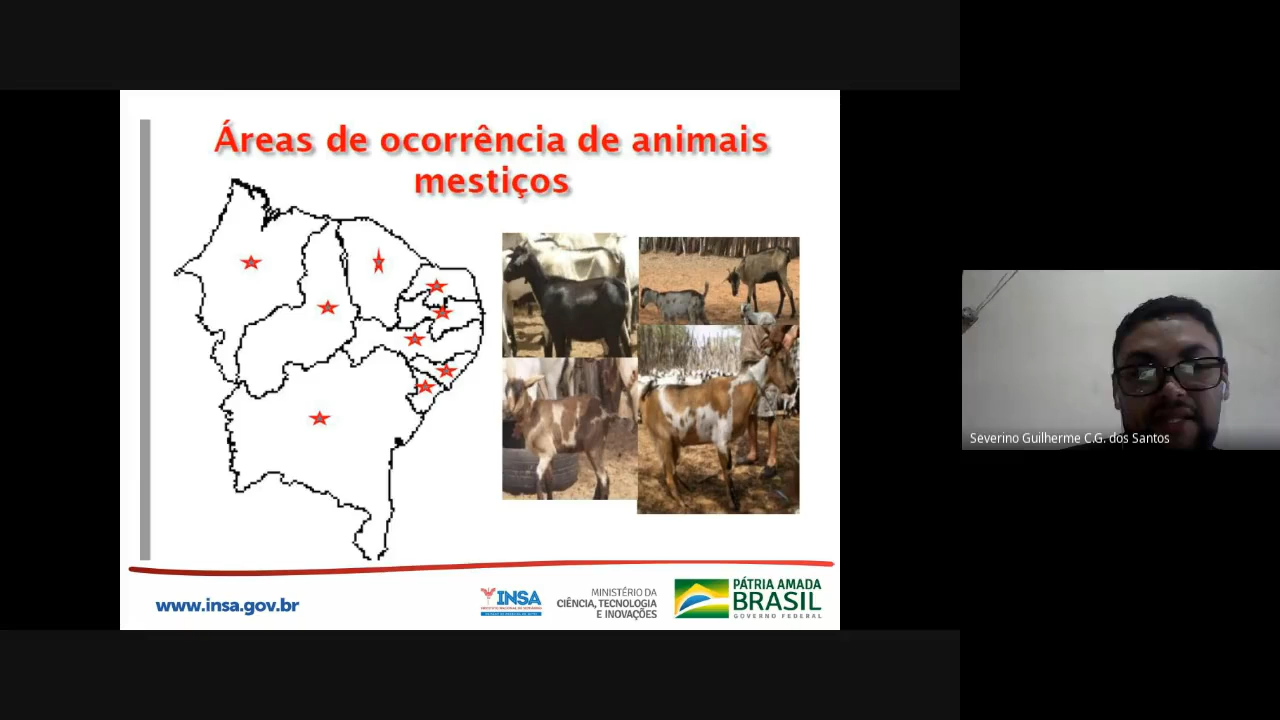 Áreas de ocorrência de animais
mestiços
Severino Guilherme C.G. dos Santos
www.insa.gov.br
INSA
MINISTÉRIO DA
CIÊNCIA, TECNOLOGIA
E INOVAÇÕES
PÁTRIA AMADA
BRASIL
GOVERNO FEDERAL